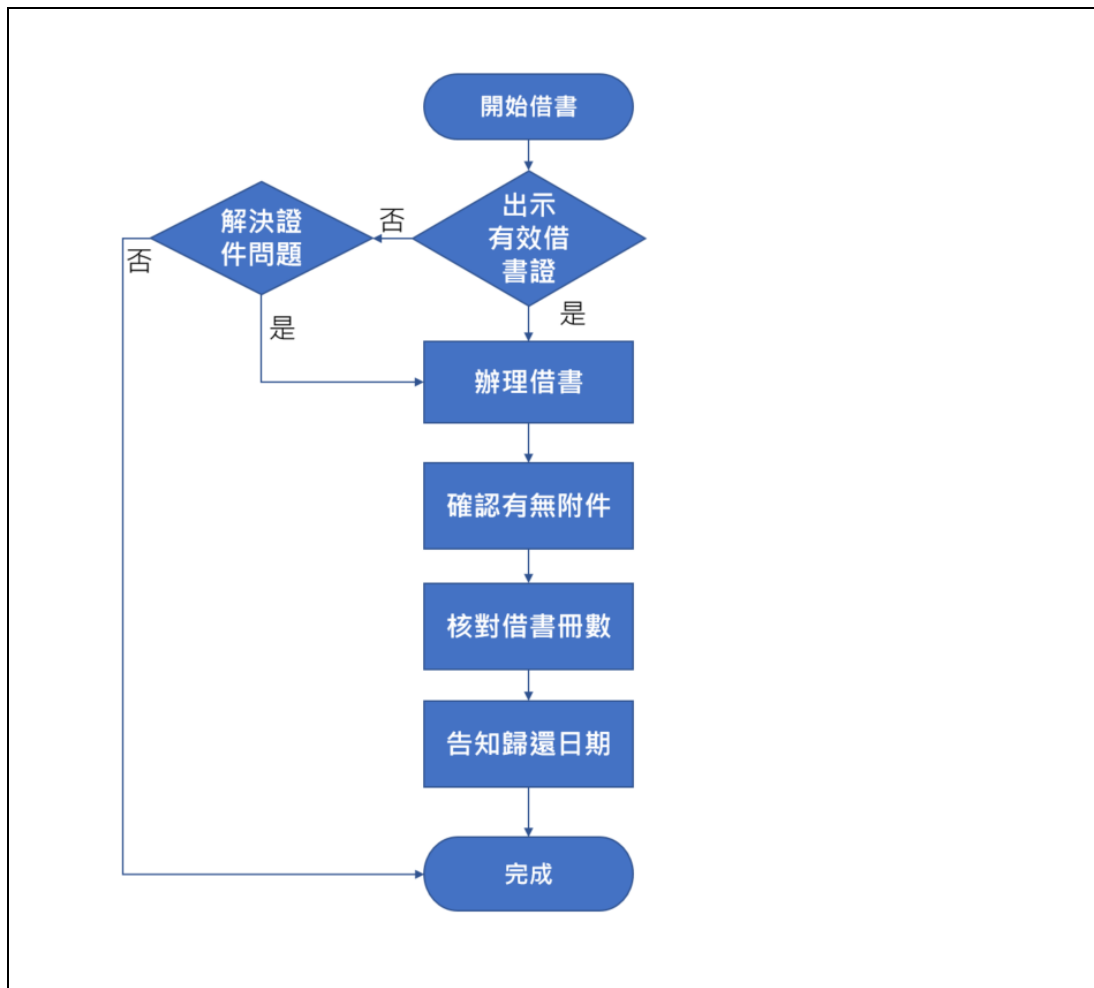 開始借書
出示
有效借
書證
否
解決證
件問題
否
是
是
辦理借書
確認有無附件
核對借書冊數
告知歸還日期
完成